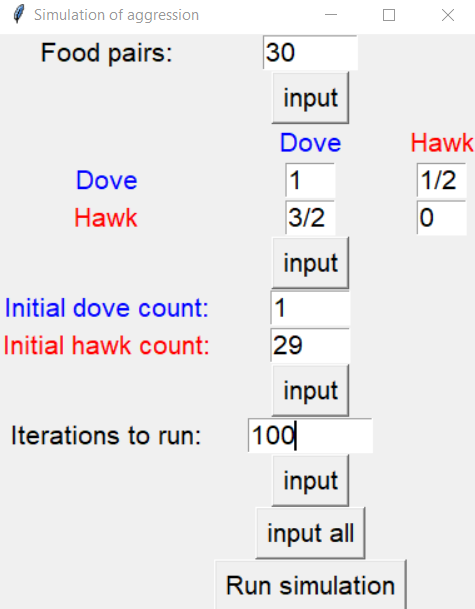 Simulation of aggression
Food pairs: 30
input
Dove Hawk
Dove 1 1/2
Hawk 3/2 0
input
Initial dove count: 1
Initial hawk count: 29
input
Iterations to run: 100
input
input all
Run simulation